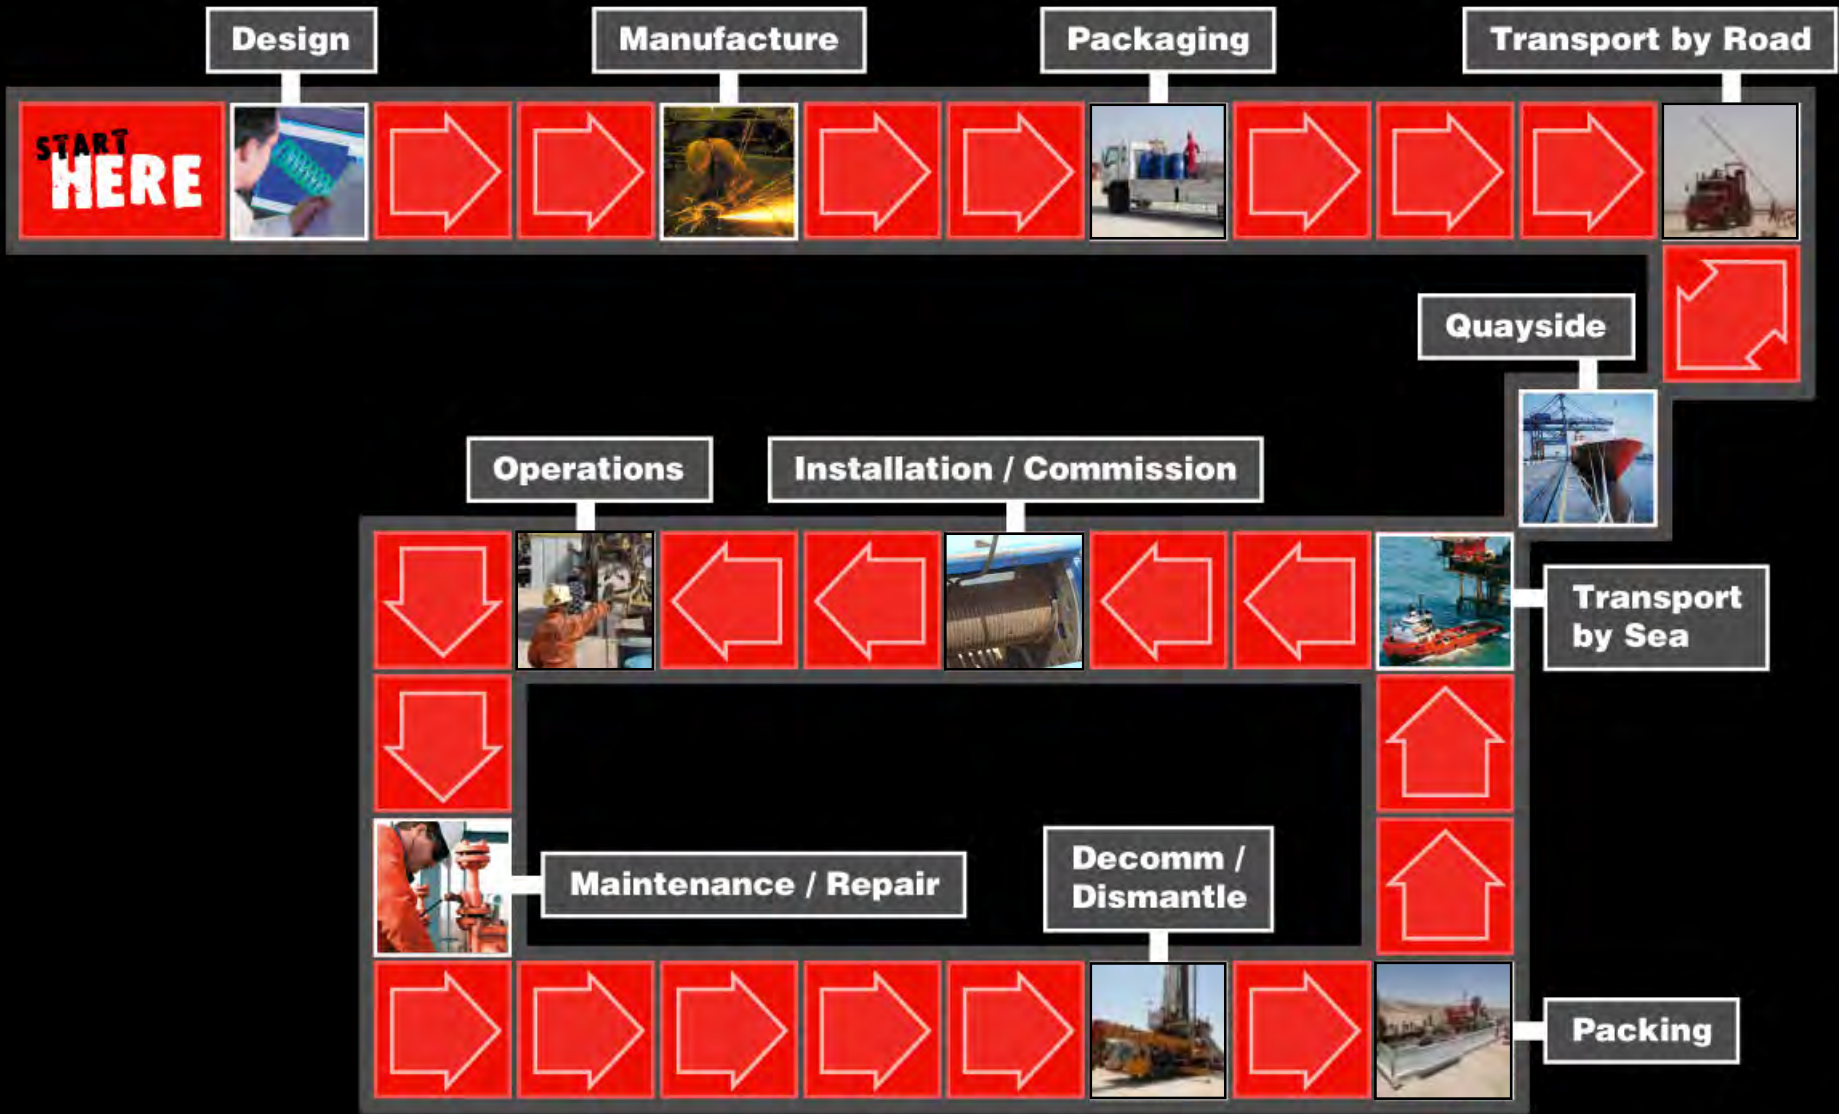 Design
Manufacture
Packaging
Transport by Road
START
HERE
Quayside
Operations
Installation / Commission
Transport
by Sea
Maintenance / Repair
Decomm /
Dismantle
Packing